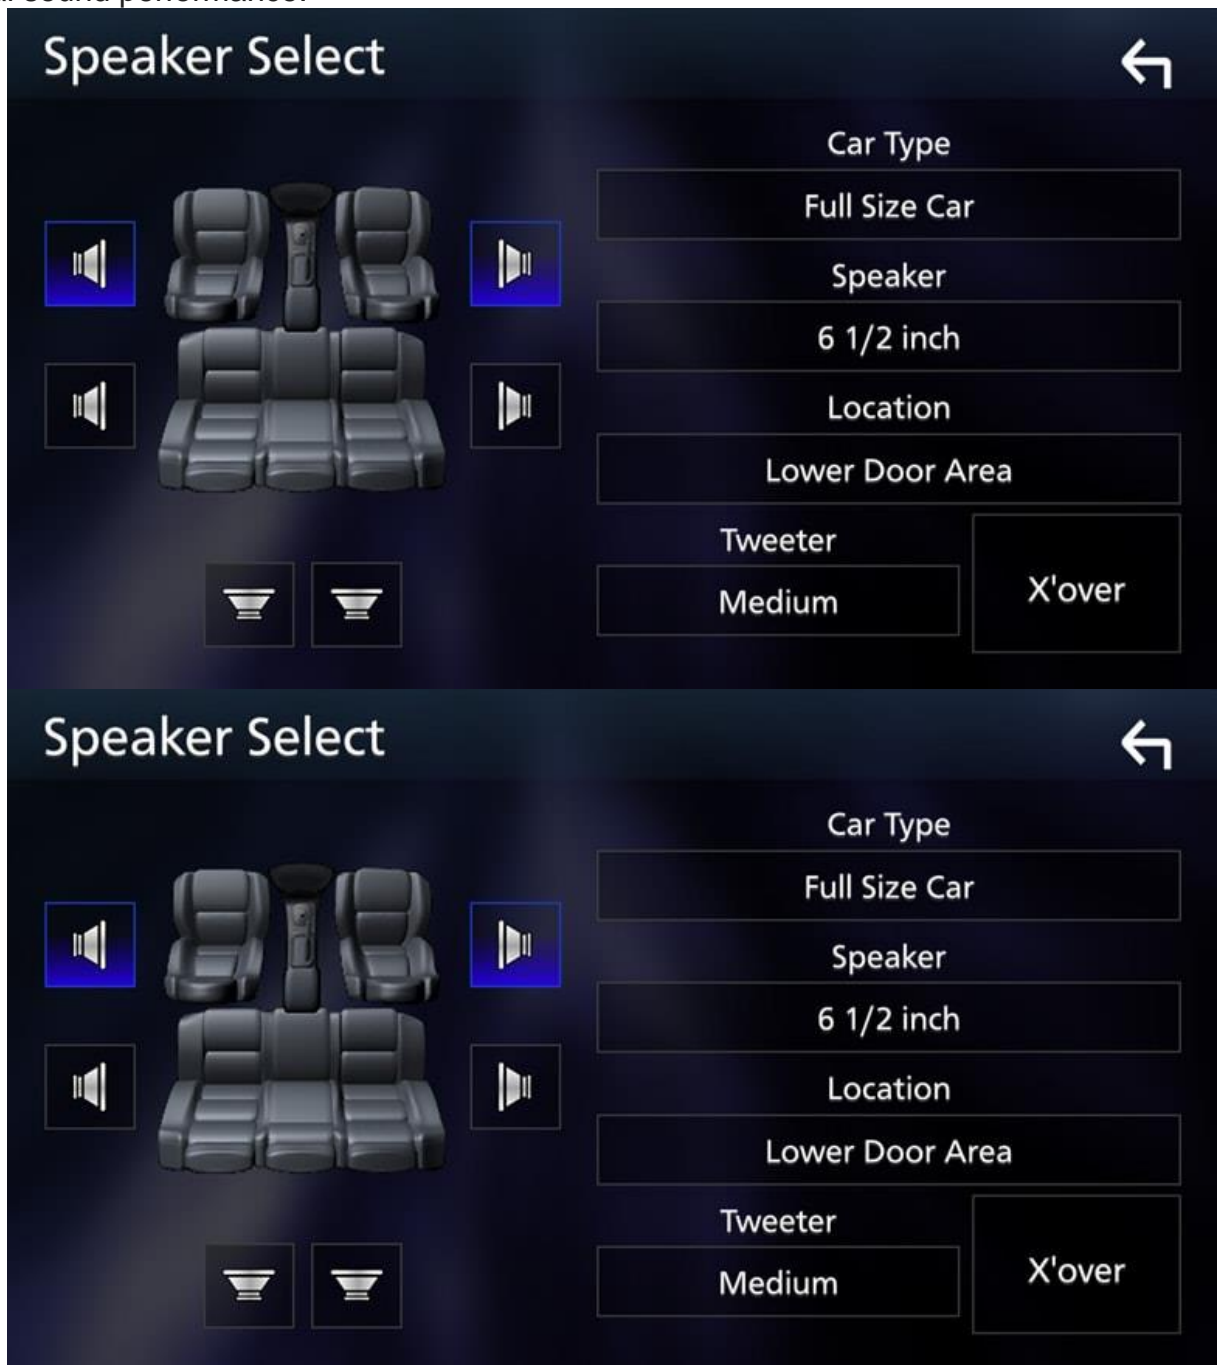 sound performance.
Speaker Select
Car Type
Full Size Car
Speaker
6 1/2 inch
Location
Lower Door Area
Tweeter
Medium
X'over
Speaker Select
Car Type
Full Size Car
Speaker
6 1/2 inch
Location
Lower Door Area
Tweeter
Medium
X'over